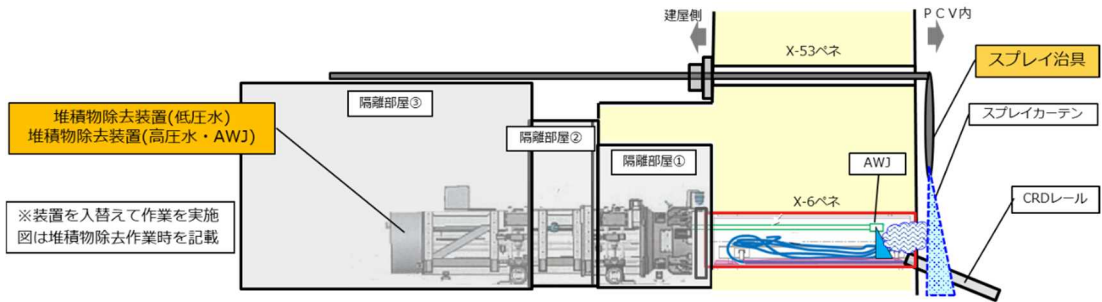 建屋側
PCV内
X-53ペネ
スプレイ治具
隔離部屋③
スプレイカーテン
堆積物除去装置(低圧水)
堆積物除去装置(高圧水・AWJ)
隔離部屋②
隔離部屋①
AWJ
CRDレール
X-6ペネ
※装置を入替えて作業を実施
図は堆積物除去作業時を記載